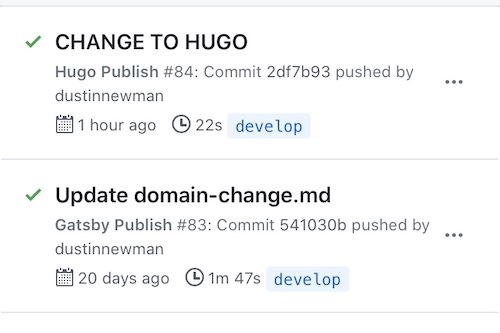 CHANGE TO HUGO
Hugo Publish #84: Commit 2df7b93 pushed by
dustinnewman
1 hour ago 22s develop
Update domain-change.md
Gatsby Publish #83: Commit 541030b pushed by
dustinnewman
20 days ago 1m 47s develop